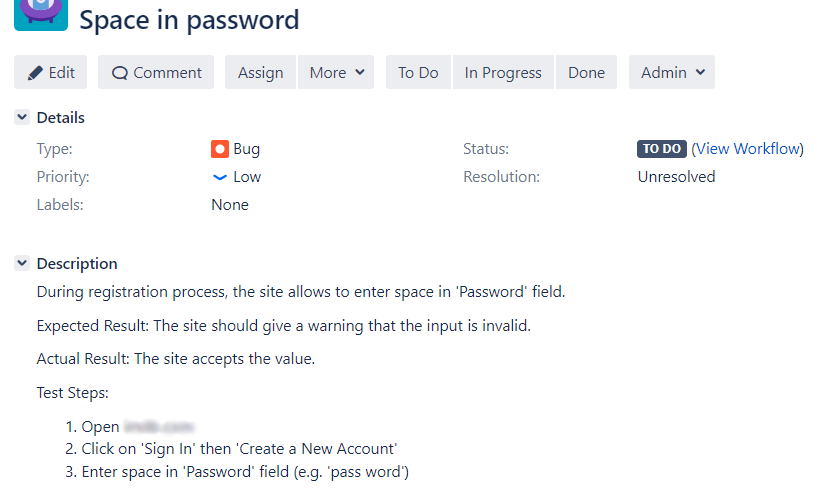 Space in password
Edit Comment Assign More To Do In Progress Done Admin
Details
Type: Bug Status: TO DO (View Workflow)
Priority: Low Resolution: Unresolved
Labels: None
Description
During registration process, the site allows to enter space in 'Password' field.
Expected Result: The site should give a warning that the input is invalid.
Actual Result: The site accepts the value.
Test Steps:
1. Open
2. Click on 'Sign In' then 'Create a New Account'
3. Enter space in 'Password' field (e.g. 'pass word')